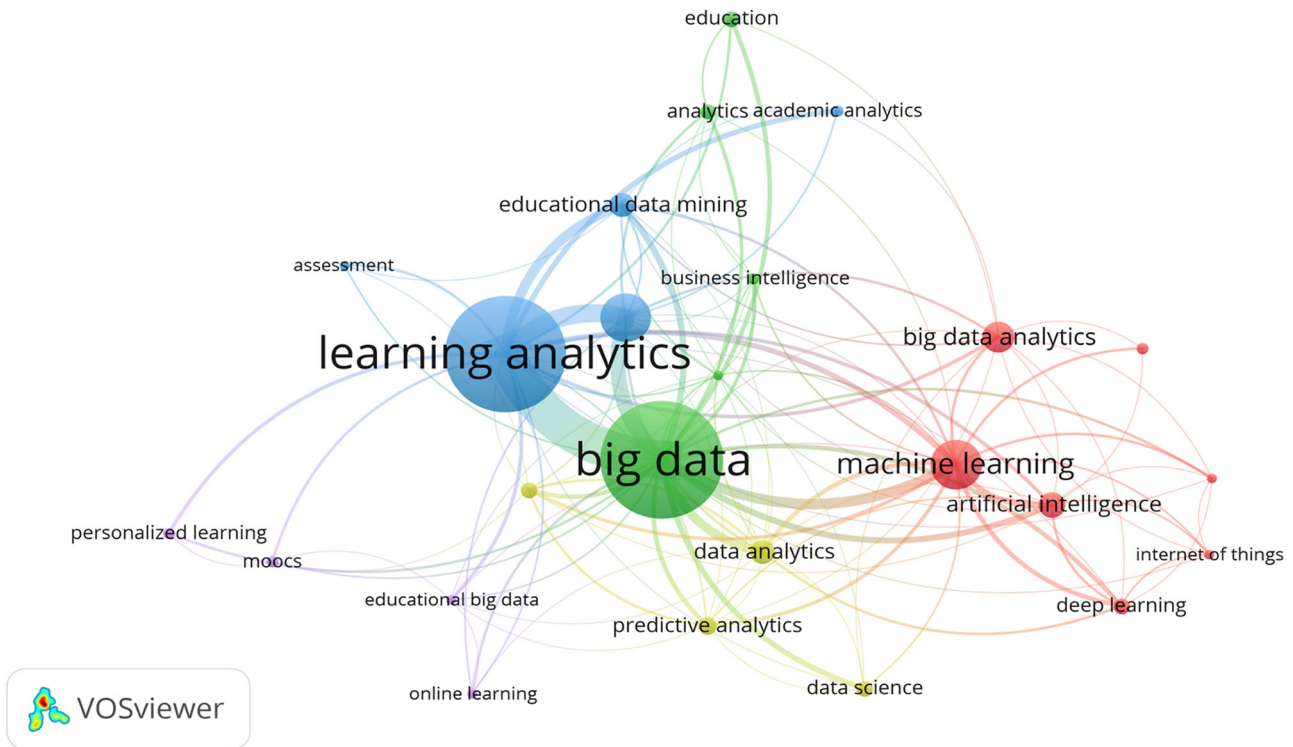 education
analytics
academic analytics
educational data mining
assessment
business intelligence
learning analytics
big data analytics
big data
machine learning
artificial intelligence
personalized learning
moocs
data analytics
internet of things
educational big data
deep learning
predictive analytics
online learning
data science
VOSviewer